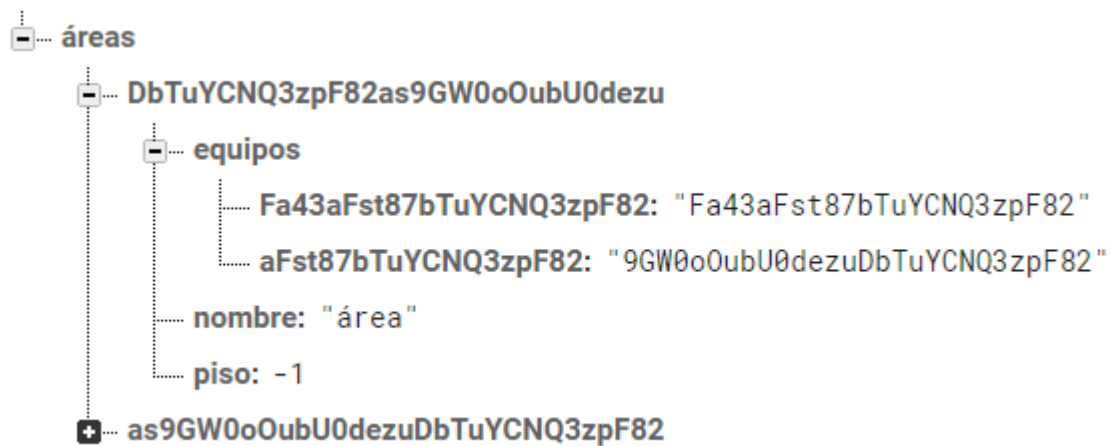 áreas
DbTuYCNQ3zpF82as9GW0oOubU0dezu
equipos
Fa43aFst87bTuYCNQ3zpF82: "Fa43aFst87bTuYCNQ3zpF82"
aFst87bTuYCNQ3zpF82: "9GW0oOubU0dezuDbTuYCNQ3zpF82"
nombre: "área"
piso: -1
as9GW0oOubU0dezuDbTuYCNQ3zpF82